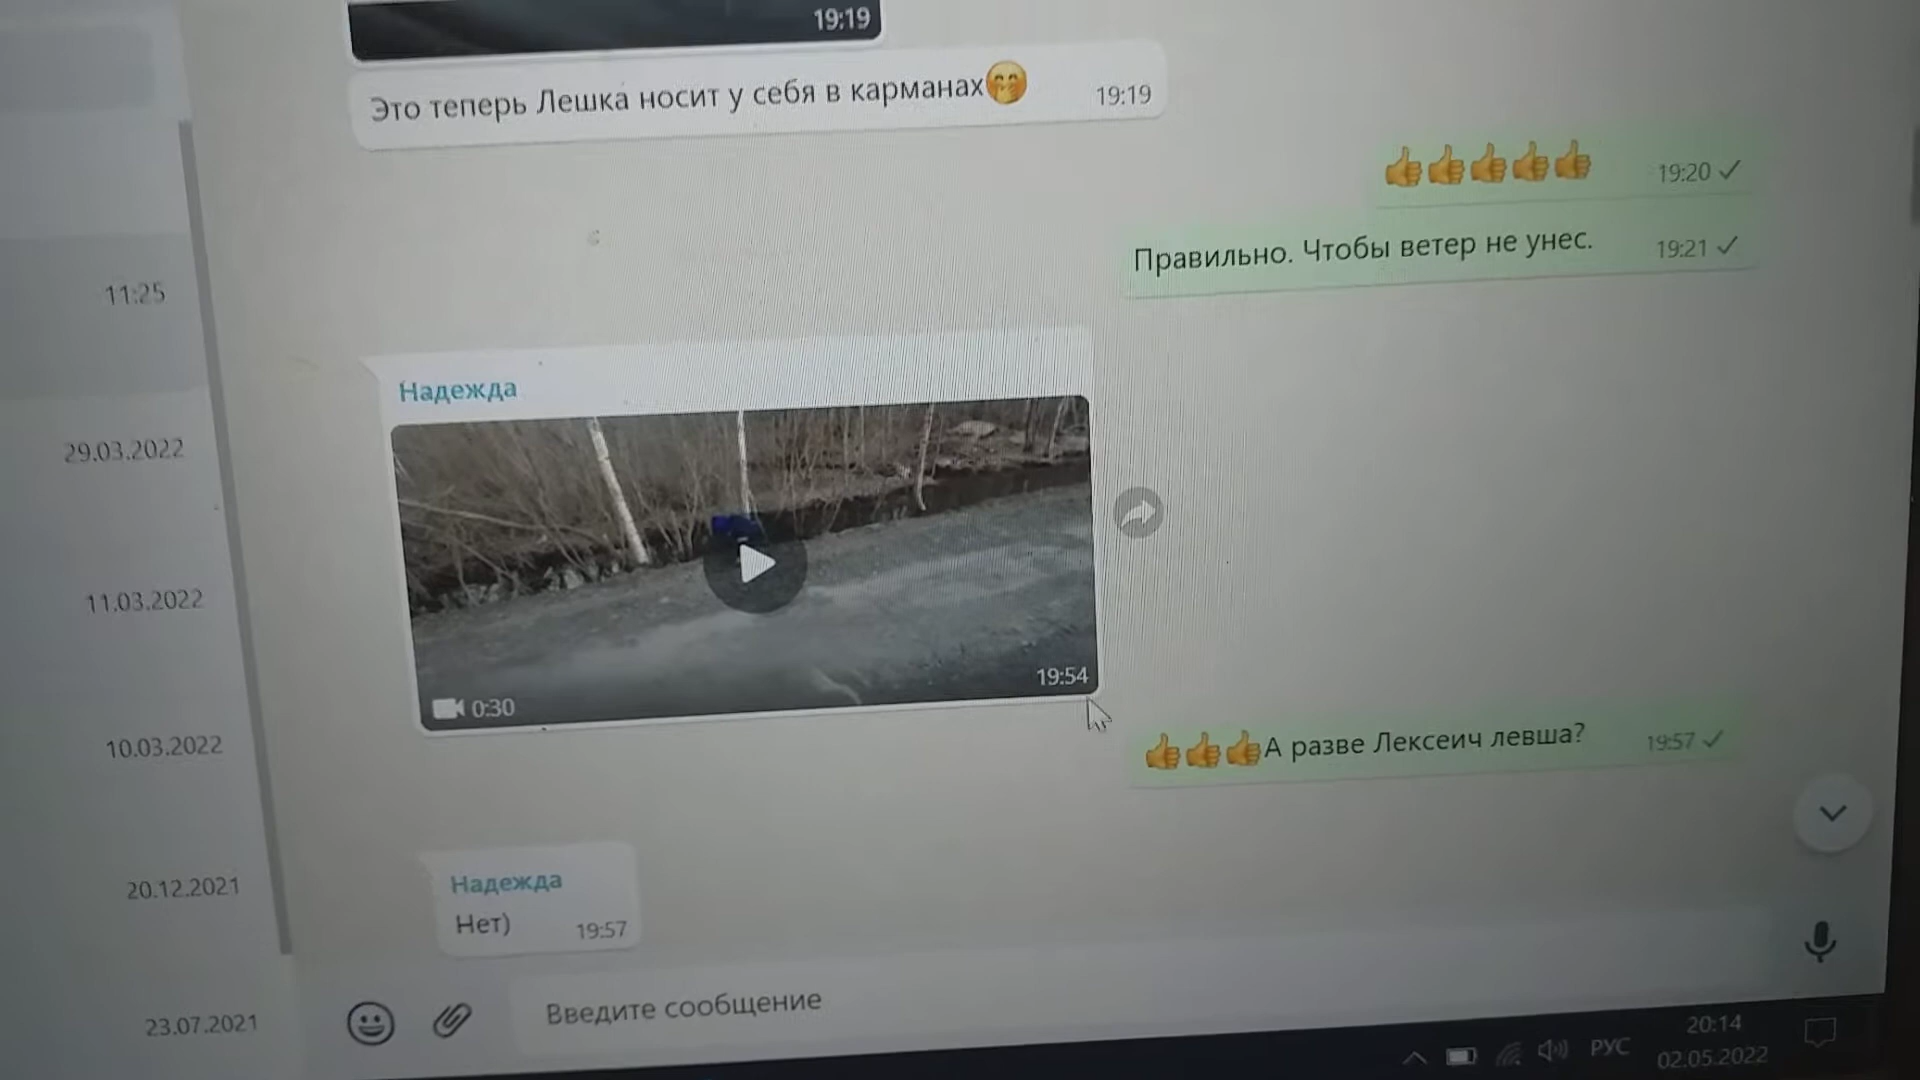 19:19
Это теперь Лешка носит у себя в карманах🤭 19:19
👍👍👍👍👍 19:20
Правильно. Чтобы ветер не унес. 19:21
11:25
Надежда
29.03.2022
11.03.2022
19:54
0:30
👍👍👍А разве Лексеич левша? 19:57
10.03.2022
Надежда
Нет) 19:57
20.12.2021
Введите сообщение
23.07.2021
20:14
РУС
02.05.2022